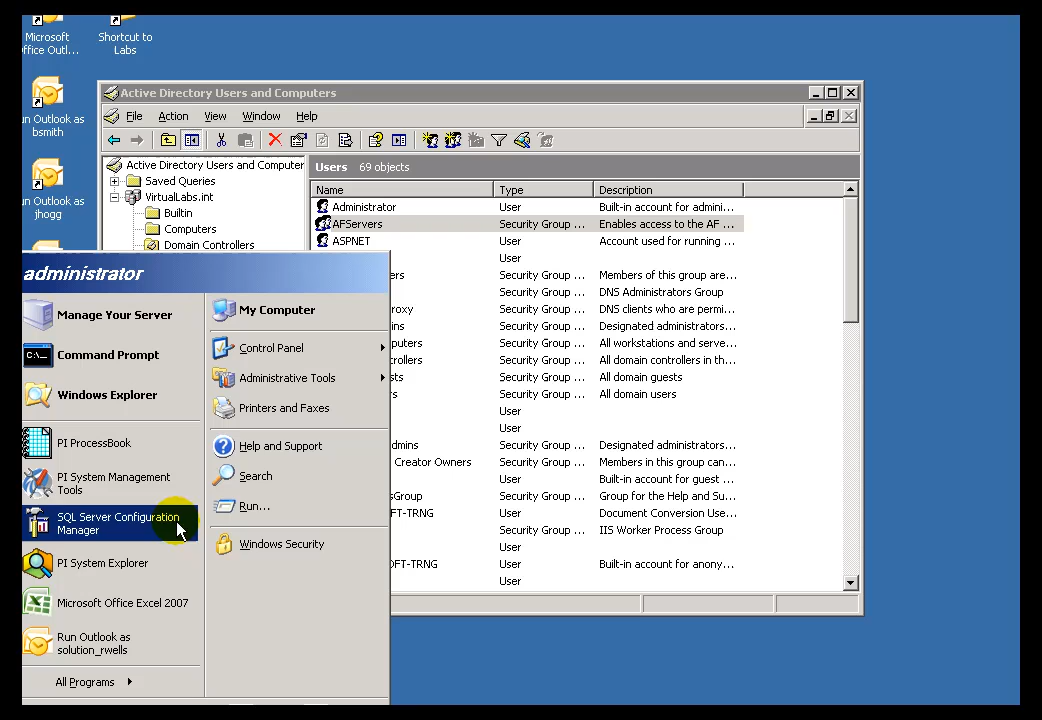 Microsoft
ffice Outl...
Shortcut to
Labs
un Outlook as
bsmith
un Outlook as
jhogg
Active Directory Users and Computers
File Action View Window Help
Active Directory Users and Computer
Saved Queries
VirtualLabs.int
Builtin
Computers
Domain Controllers
Users 69 objects
Name Type Description
Administrator User Built-in account for admini...
AFServers Security Group ... Enables access to the AF ...
ASPNET User Account used for running ...
User
ers Security Group ... Members of this group are...
Security Group ... DNS Administrators Group
roxy Security Group ... DNS clients who are permi...
ins Security Group ... Designated administrators...
puters Security Group ... All workstations and serve...
rollers Security Group ... All domain controllers in th...
sts Security Group ... All domain guests
rs Security Group ... All domain users
User
User
dmins Security Group ... Designated administrators...
Creator Owners Security Group ... Members in this group can...
User Built-in account for guest ...
sGroup Security Group ... Group for the Help and Su...
RT-TRNG User Document Conversion Use...
Security Group ... IIS Worker Process Group
User
OFT-TRNG User Built-in account for anony...
User
administrator
Manage Your Server
Command Prompt
C:\_
Windows Explorer
PI ProcessBook
PI System Management
Tools
SQL Server Configuration
Manager
PI System Explorer
Microsoft Office Excel 2007
Run Outlook as
solution_rwells
All Programs
My Computer
Control Panel
Administrative Tools
Printers and Faxes
Help and Support
Search
Run...
Windows Security